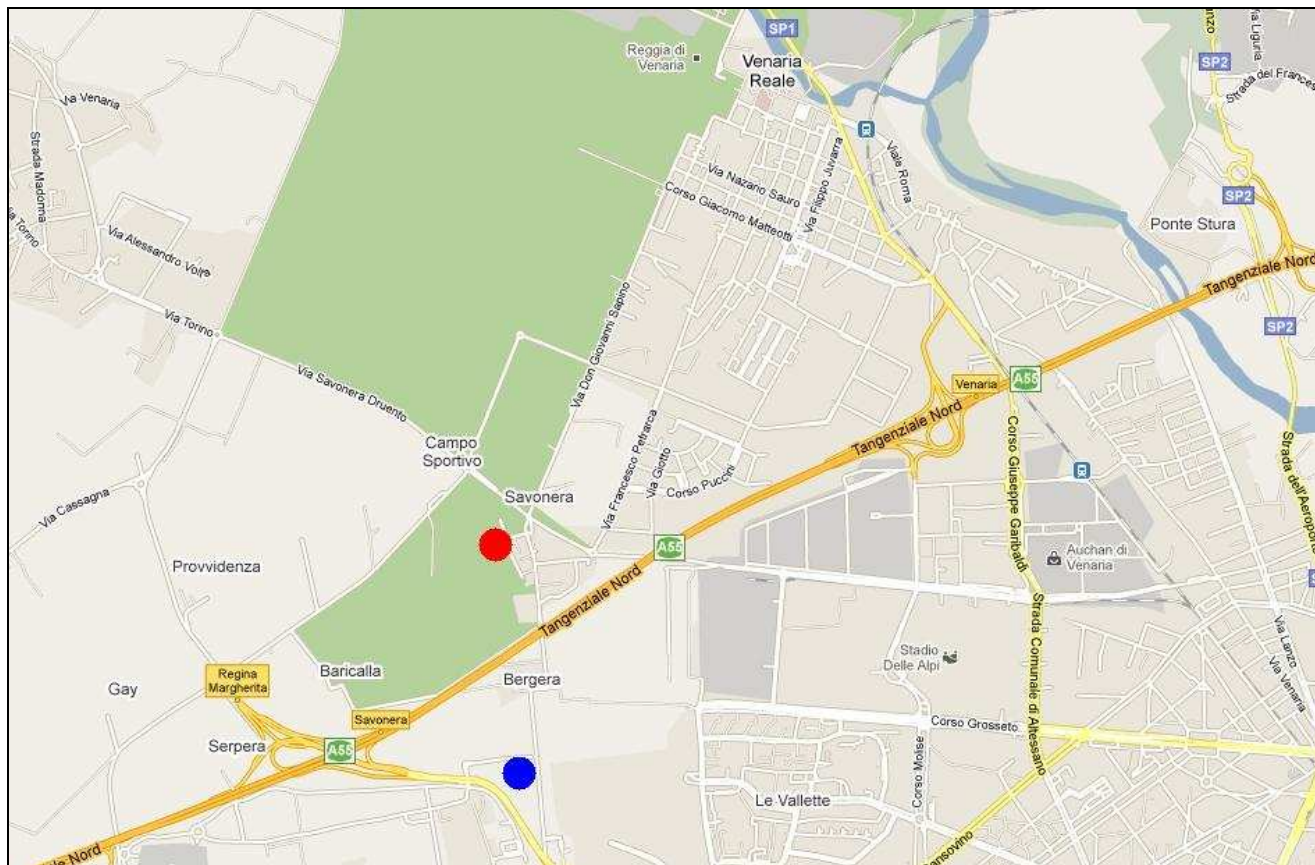 SP1
Reggia di
Venaria
Venaria
Reale
SP2
Via Liguria
Strada del Frances
Via Venaria
Strada Madonna
Via Torino
Via Alessandro Volta
Viale Roma
Via Filippo Juvarra
Via Nazario Sauro
Corso Giacomo Matteotti
SP2
Ponte Stura
Tangenziale Nord
SP2
Via Torino
Via Savonera Druento
Via Don Giovanni Sapino
Venaria
A55
Tangenziale Nord
Campo
Sportivo
Via Francesco Petrarca
Via Giotto
Corso Puccini
Corso Giuseppe Garibaldi
Strada dell'Aeroporto
Via Cassagna
Savonera
A55
Auchan di
Venaria
Provvidenza
Tangenziale Nord
Strada Comunale di Altessano
Via Lanzo
Via Venaria
Stadio
Delle Alpi
Baricalla
Bergera
Regina
Margherita
Gay
Savonera
Corso Grosseto
Serpera
A55
Corso Molise
Le Vallette
ale Nord
ansovino